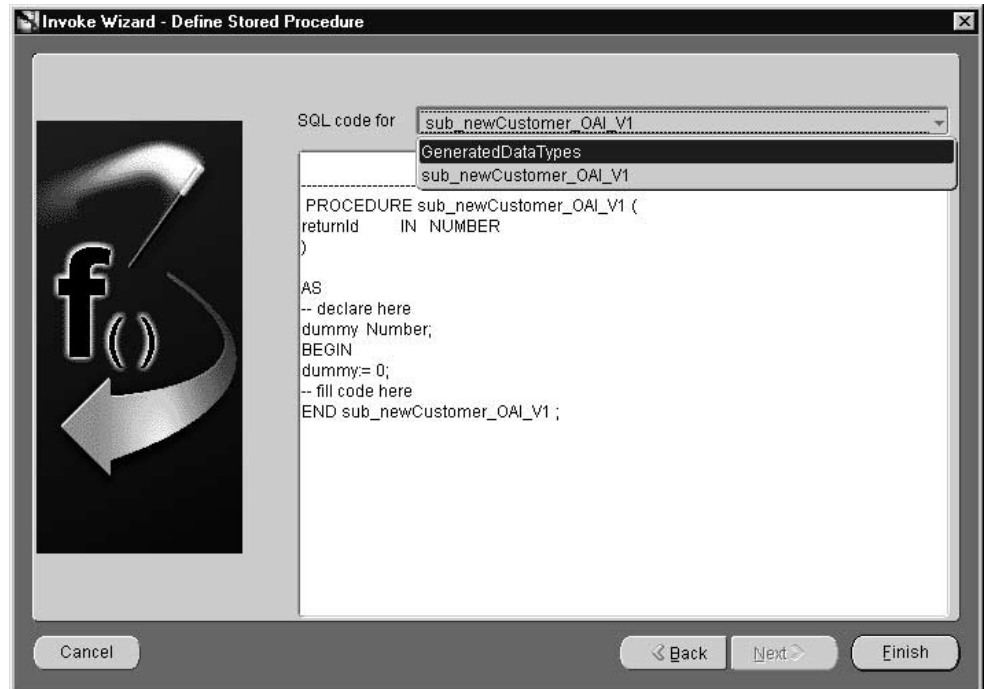 Invoke Wizard - Define Stored Procedure
SQL code for sub_newCustomer_OAI_V1
GeneratedDataTypes
sub_newCustomer_OAI_V1
PROCEDURE sub_newCustomer_OAI_V1 (
returnId IN NUMBER
)
AS
-- declare here
dummy Number;
BEGIN
dummy:= 0;
-- fill code here
END sub_newCustomer_OAI_V1 ;
f()
Cancel
Back
Next
Finish